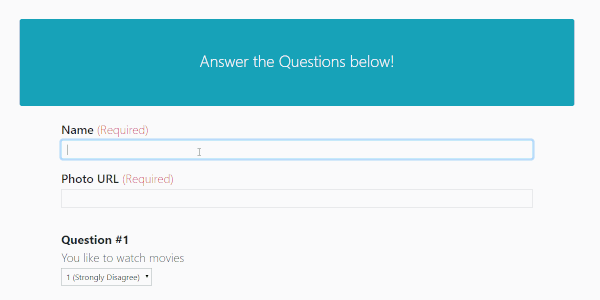 Answer the Questions below!
Name (Required)
Photo URL (Required)
Question #1
You like to watch movies
1 (Strongly Disagree)